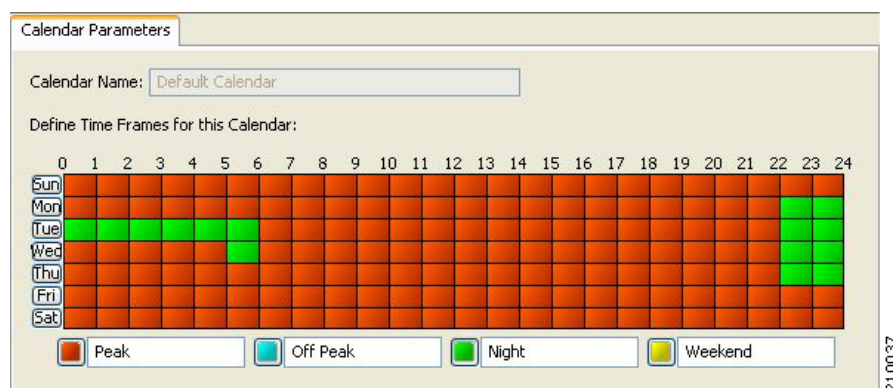 Calendar Parameters
Calendar Name: Default Calendar
Define Time Frames for this Calendar:
0 1 2 3 4 5 6 7 8 9 10 11 12 13 14 15 16 17 18 19 20 21 22 23 24
Sun
Mon
Tue
Wed
Thu
Fri
Sat
Peak Off Peak Night Weekend